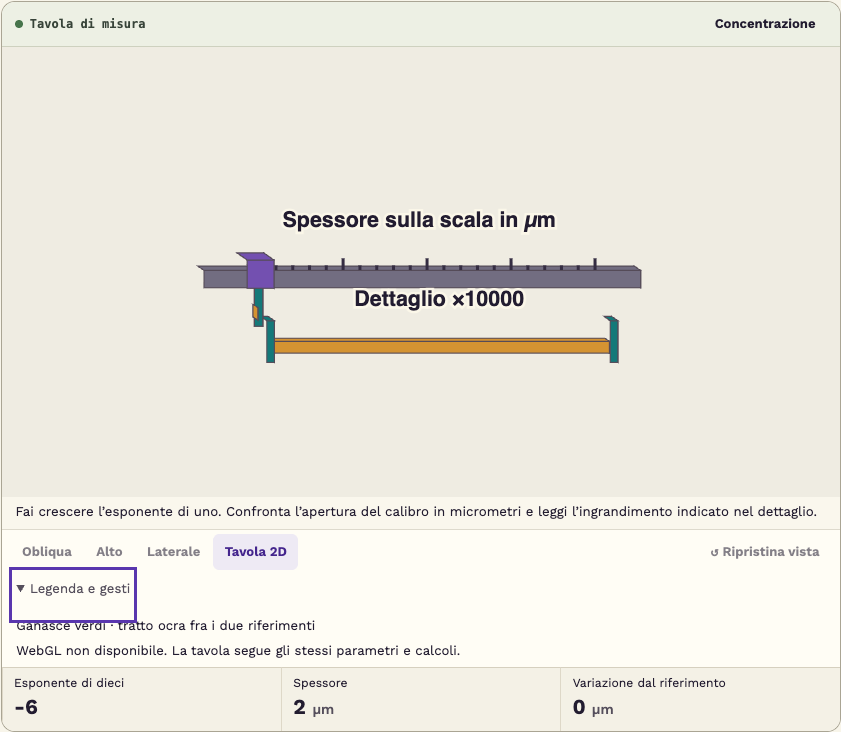 Tavola di misura
Concentrazione
Spessore sulla scala in µm
Dettaglio ×10000
Fai crescere l’esponente di uno. Confronta l’apertura del calibro in micrometri e leggi l’ingrandimento indicato nel dettaglio.
Obliqua Alto Laterale Tavola 2D ↺ Ripristina vista
▼ Legenda e gesti
Ganasce verdi · tratto ocra fra i due riferimenti
WebGL non disponibile. La tavola segue gli stessi parametri e calcoli.
Esponente di dieci
-6
Spessore
2 µm
Variazione dal riferimento
0 µm